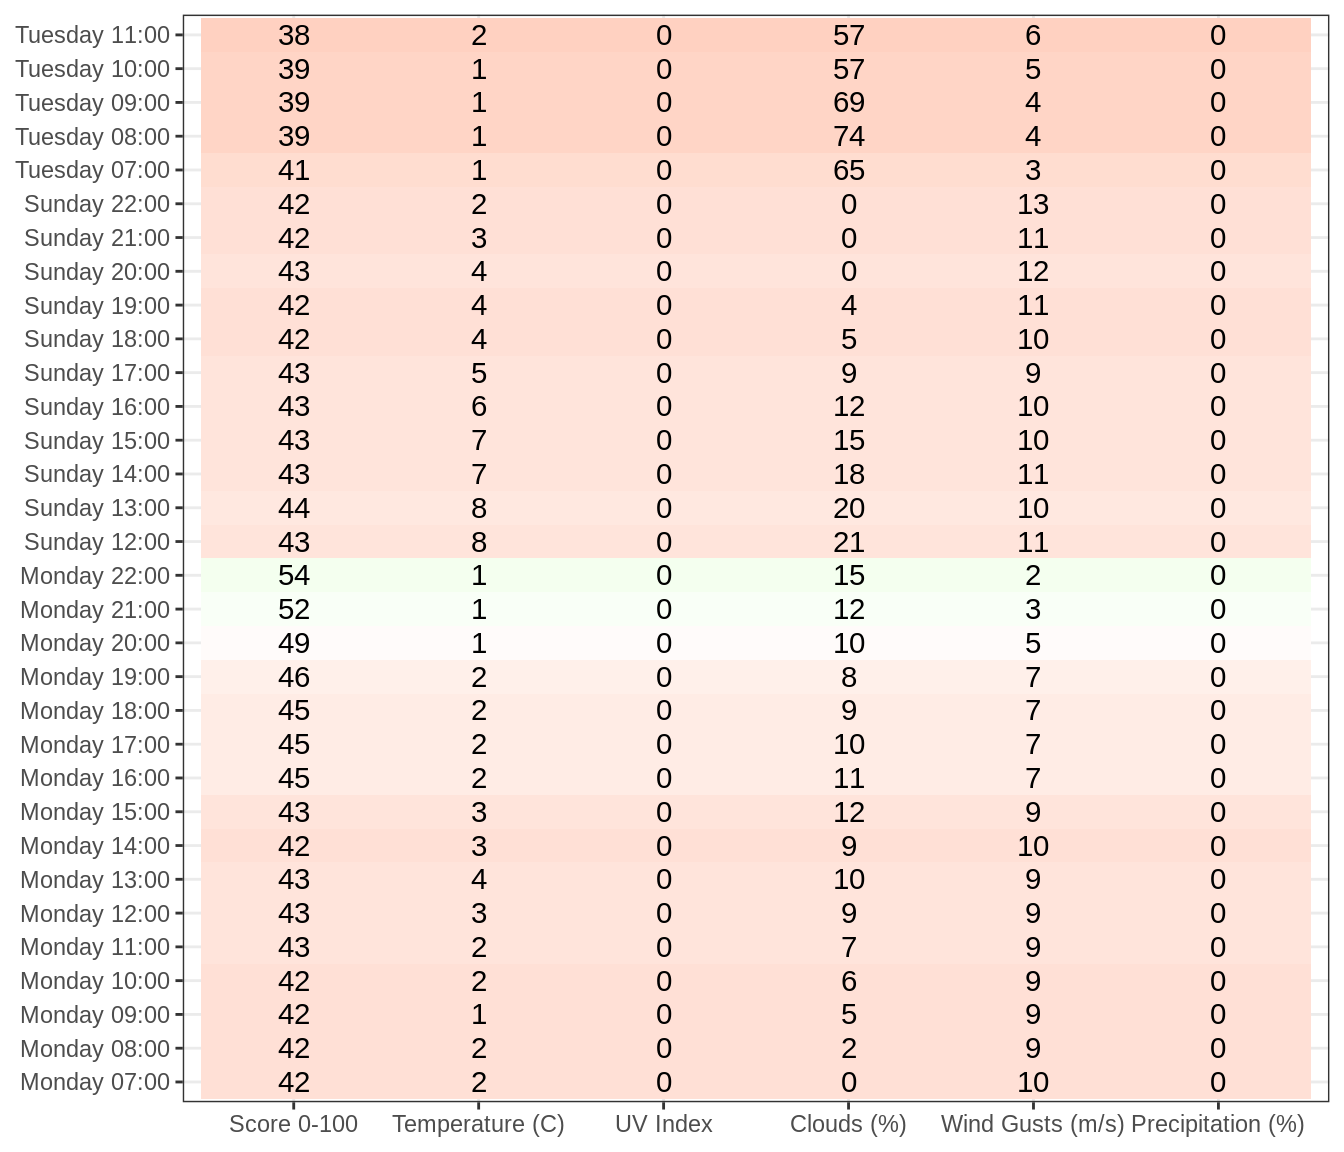 Tuesday 11:00 38 2 0 57 6 0
Tuesday 10:00 39 1 0 57 5 0
Tuesday 09:00 39 1 0 69 4 0
Tuesday 08:00 39 1 0 74 4 0
Tuesday 07:00 41 1 0 65 3 0
Sunday 22:00 42 2 0 0 13 0
Sunday 21:00 42 3 0 0 11 0
Sunday 20:00 43 4 0 0 12 0
Sunday 19:00 42 4 0 4 11 0
Sunday 18:00 42 4 0 5 10 0
Sunday 17:00 43 5 0 9 9 0
Sunday 16:00 43 6 0 12 10 0
Sunday 15:00 43 7 0 15 10 0
Sunday 14:00 43 7 0 18 11 0
Sunday 13:00 44 8 0 20 10 0
Sunday 12:00 43 8 0 21 11 0
Monday 22:00 54 1 0 15 2 0
Monday 21:00 52 1 0 12 3 0
Monday 20:00 49 1 0 10 5 0
Monday 19:00 46 2 0 8 7 0
Monday 18:00 45 2 0 9 7 0
Monday 17:00 45 2 0 10 7 0
Monday 16:00 45 2 0 11 7 0
Monday 15:00 43 3 0 12 9 0
Monday 14:00 42 3 0 9 10 0
Monday 13:00 43 4 0 10 9 0
Monday 12:00 43 3 0 9 9 0
Monday 11:00 43 2 0 7 9 0
Monday 10:00 42 2 0 6 9 0
Monday 09:00 42 1 0 5 9 0
Monday 08:00 42 2 0 2 9 0
Monday 07:00 42 2 0 0 10 0
Score 0-100 Temperature (C) UV Index Clouds (%) Wind Gusts (m/s) Precipitation (%)